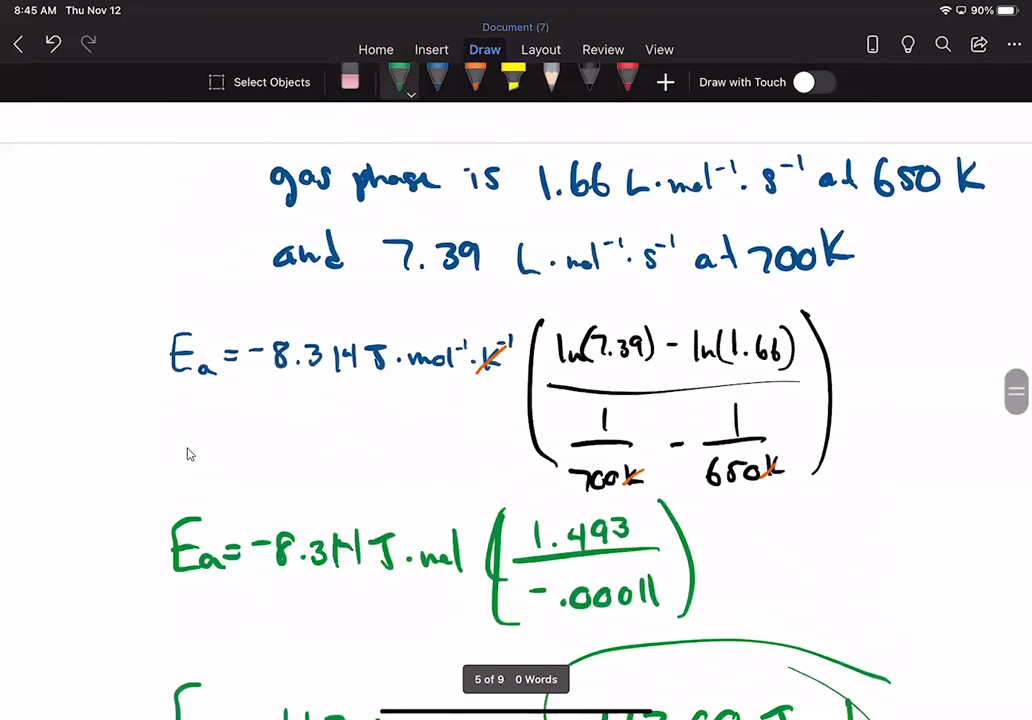 8:45 AM Thu Nov 12
90%
Document (7)
Home Insert Draw Layout Review View
Select Objects
Draw with Touch
gas phase is 1.66 L·mol⁻¹·s⁻¹ at 650 K
and 7.39 L·mol⁻¹·s⁻¹ at 700K
Ea = -8.314 J·mol⁻¹·K⁻¹ ( ln(7.39) - ln(1.66) / 1/700K - 1/650K )
Ea = -8.314 J·mol ( 1.493 / -.00011 )
5 of 9 0 Words